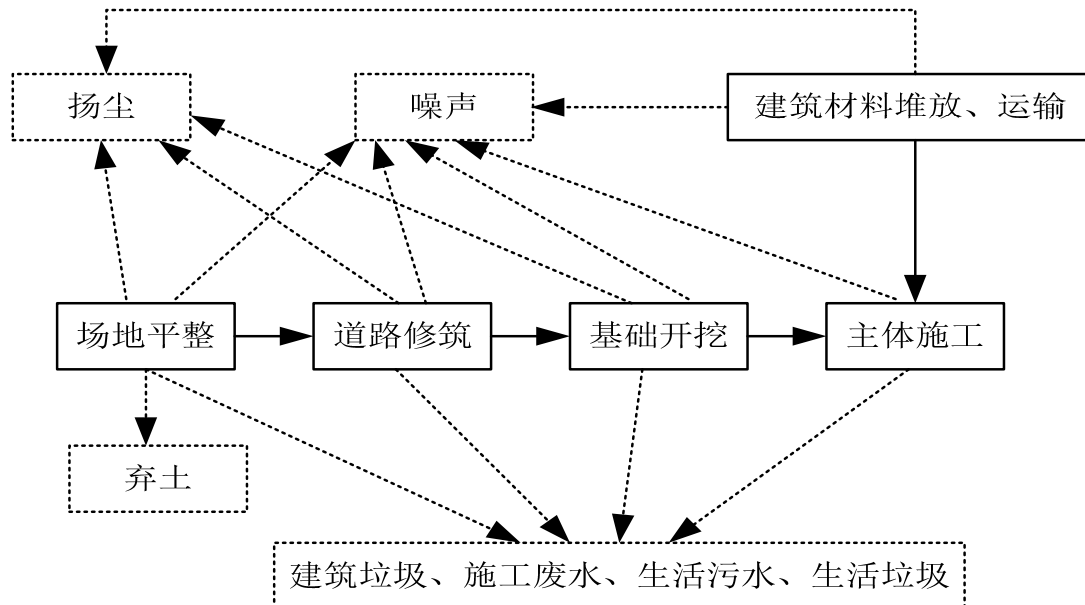 扬尘
噪声
建筑材料堆放、运输
场地平整
道路修筑
基础开挖
主体施工
弃土
建筑垃圾、施工废水、生活污水、生活垃圾